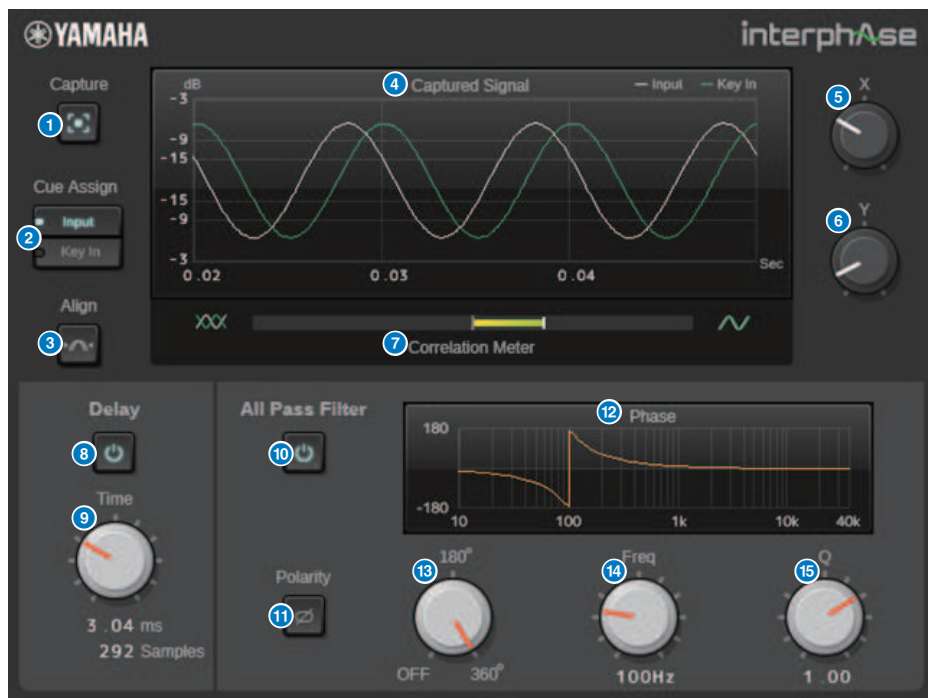 YAMAHA
interphAse
Capture
1
Cue Assign
2
Input
Key In
Align
3
dB
4 Captured Signal
Input
Key In
-3
-9
-15
-15
-9
-3
0.02
0.03
0.04
Sec
7
Correlation Meter
5
X
6
Y
Delay
8
Time
9
3.04 ms
292 Samples
All Pass Filter
10
Polarity
11
12 Phase
180
-180
10
100
1k
10k
40k
13
180°
OFF
360°
14
Freq
100Hz
15
Q
1.00